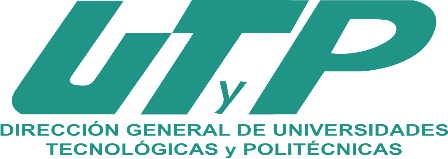 UTyP
DIRECCIÓN GENERAL DE UNIVERSIDADES
TECNOLÓGICAS y POLITÉCNICAS